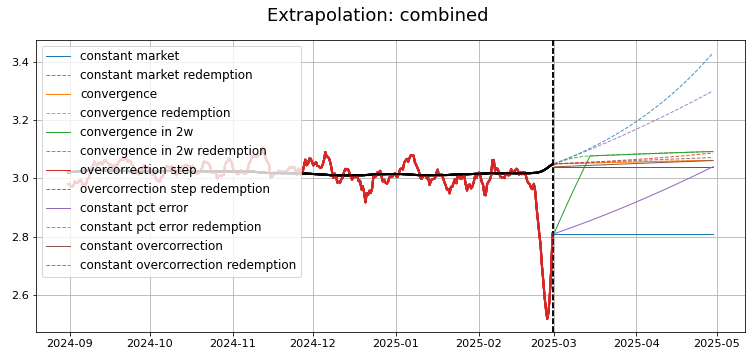 Extrapolation: combined
3.4
3.2
3.0
2.8
2.6
constant market
constant market redemption
convergence
convergence redemption
convergence in 2w
convergence in 2w redemption
overcorrection step
overcorrection step redemption
constant pct error
constant pct error redemption
constant overcorrection
constant overcorrection redemption
2024-09 2024-10 2024-11 2024-12 2025-01 2025-02 2025-03 2025-04 2025-05